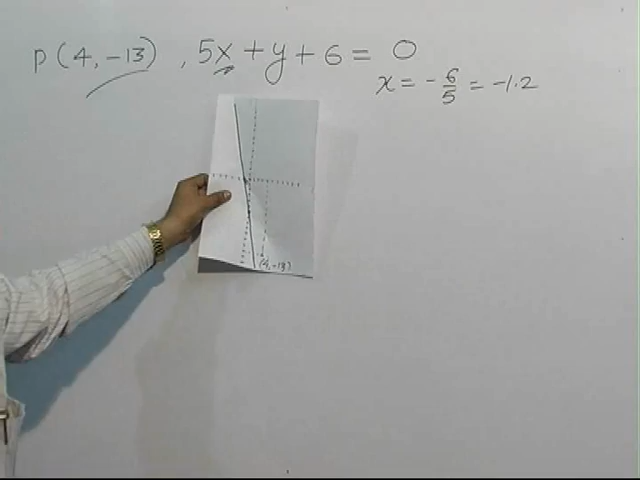 P(4, -13) , 5x + y + 6 = 0
x = - 6/5 = -1.2
(4, -13)